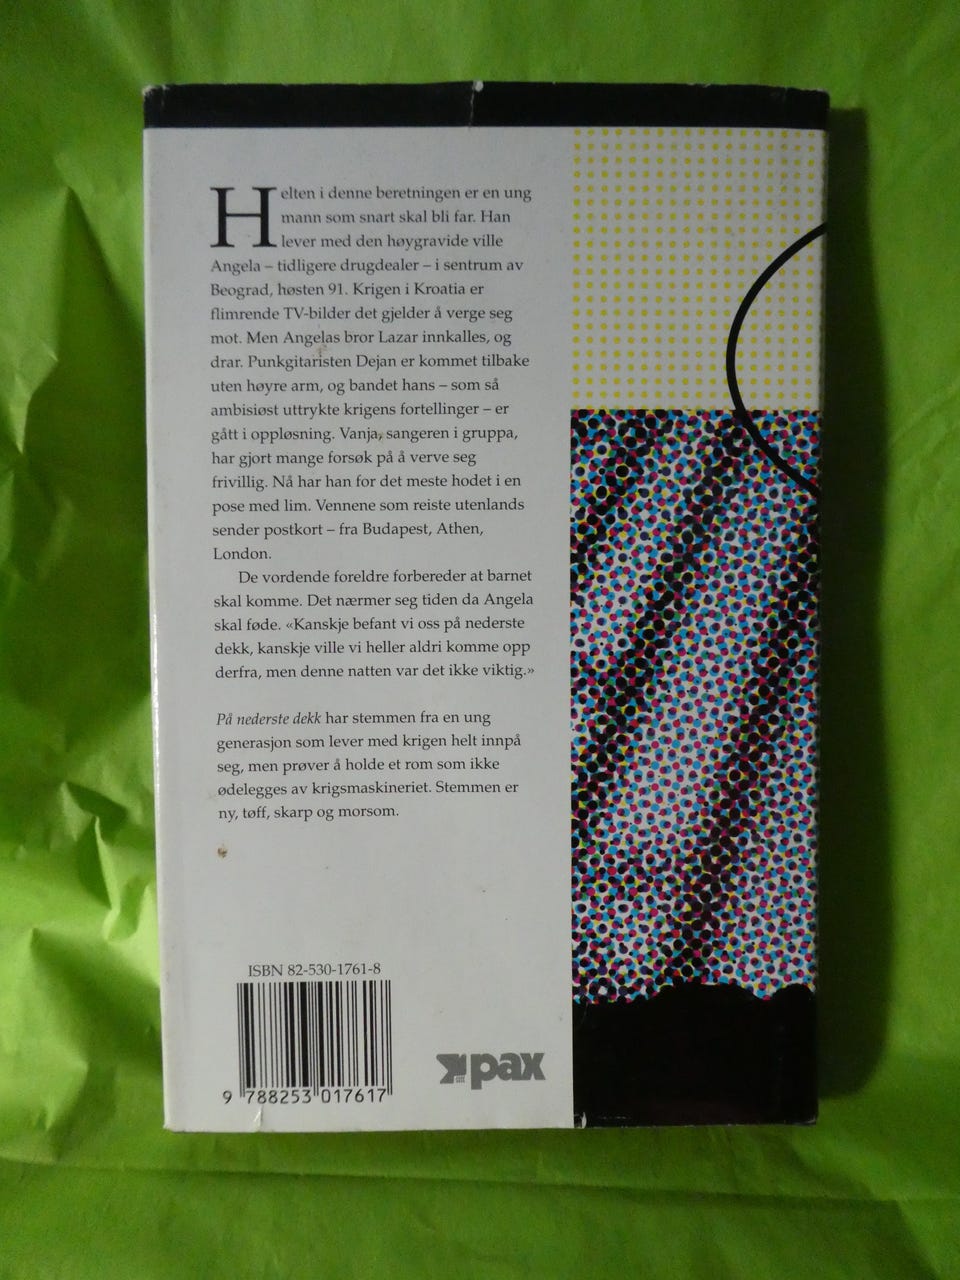 Helten i denne beretningen er en ung
mann som snart skal bli far. Han
lever med den høygravide ville
Angela – tidligere drugdealer – i sentrum av
Beograd, høsten 91. Krigen i Kroatia er
flimrende TV-bilder det gjelder å verge seg
mot. Men Angelas bror Lazar innkalles, og
drar. Punkgitaristen Dejan er kommet tilbake
uten høyre arm, og bandet hans – som så
ambisiøst uttrykte krigens fortellinger – er
gått i oppløsning. Vanja, sangeren i gruppa,
har gjort mange forsøk på å verve seg
frivillig. Nå har han for det meste hodet i en
pose med lim. Vennene som reiste utenlands
sender postkort – fra Budapest, Athen,
London.
De vordende foreldre forbereder at barnet
skal komme. Det nærmer seg tiden da Angela
skal føde. «Kanskje befant vi oss på nederste
dekk, kanskje ville vi heller aldri komme opp
derfra, men denne natten var det ikke viktig.»
På nederste dekk har stemmen fra en ung
generasjon som lever med krigen helt innpå
seg, men prøver å holde et rom som ikke
ødelegges av krigsmaskineriet. Stemmen er
ny, tøff, skarp og morsom.
ISBN 82-530-1761-8
9 788253 017617
pax